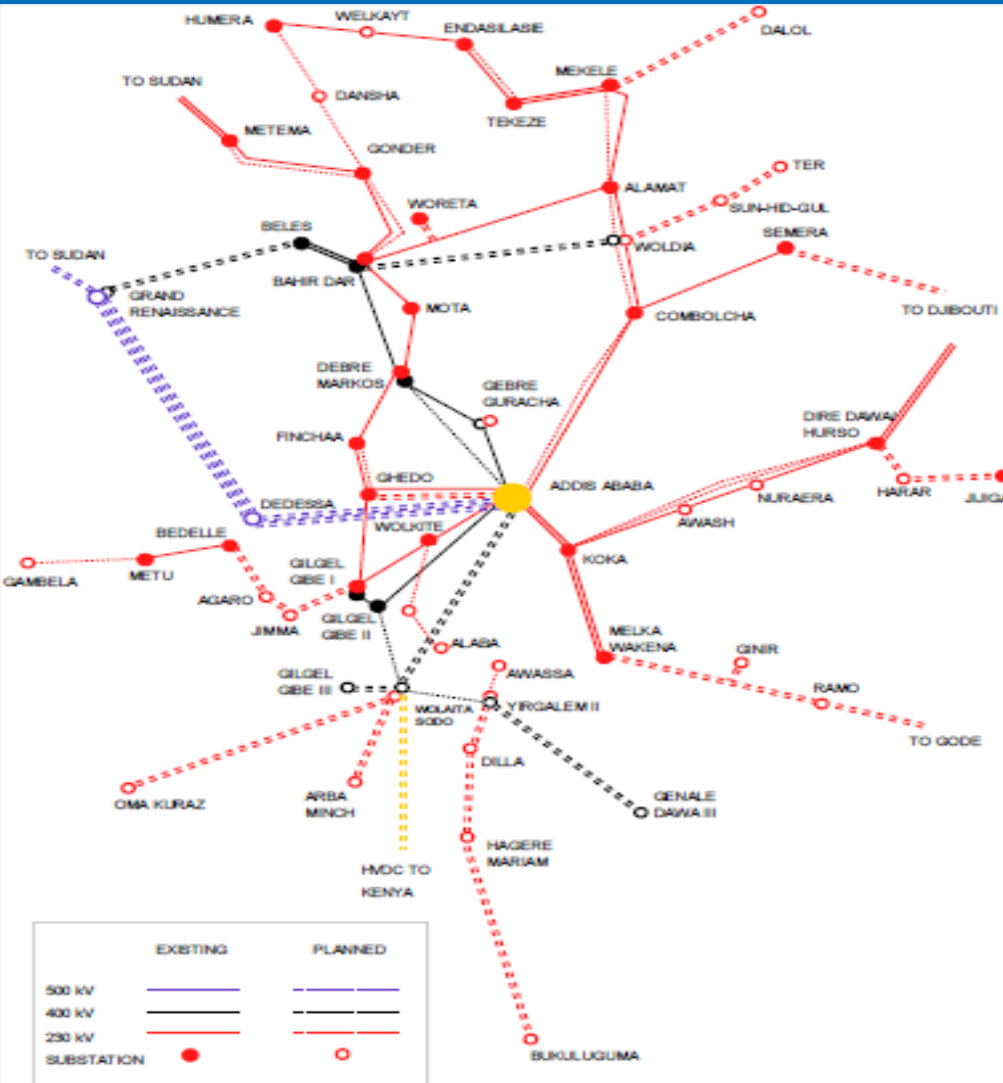 HUMERA
WELKAYT
ENDASILASIE
DALOL
MEKELE
TO SUDAN
DANSHA
TEKEZE
METEMA
GONDER
TER
ALAMAT
WORETA
SUN-HID-GUL
BELES
SEMERA
WOLDIA
TO SUDAN
BAHIR DAR
GRAND
RENAISSANCE
MOTA
COMBOLCHA
TO DJIBOUTI
DEBRE
MARKOS
GEBRE
GURACHA
DIRE DAWA/
HURSO
FINCHAA
GHEDO
ADDIS ABABA
DEDESSA
NURAERA
HARAR
JIJIGA
WOLKITE
AWASH
BEDELLE
KOKA
GAMBELA
METU
GILGEL
GIBE I
AGARO
JIMMA
GILGEL
GIBE II
MELKA
WAKENA
ALABA
GINIR
AWASSA
GILGEL
GIBE III
WOLAITA
SODO
YIRGALEM II
RAMO
TO GODE
DILLA
OMA KURAZ
ARBA
MINCH
GENALE
DAWA III
HAGERE
MARIAM
HVDC TO
KENYA
EXISTING PLANNED
500 kV
400 kV
230 kV
SUBSTATION
BUKULUGUMA